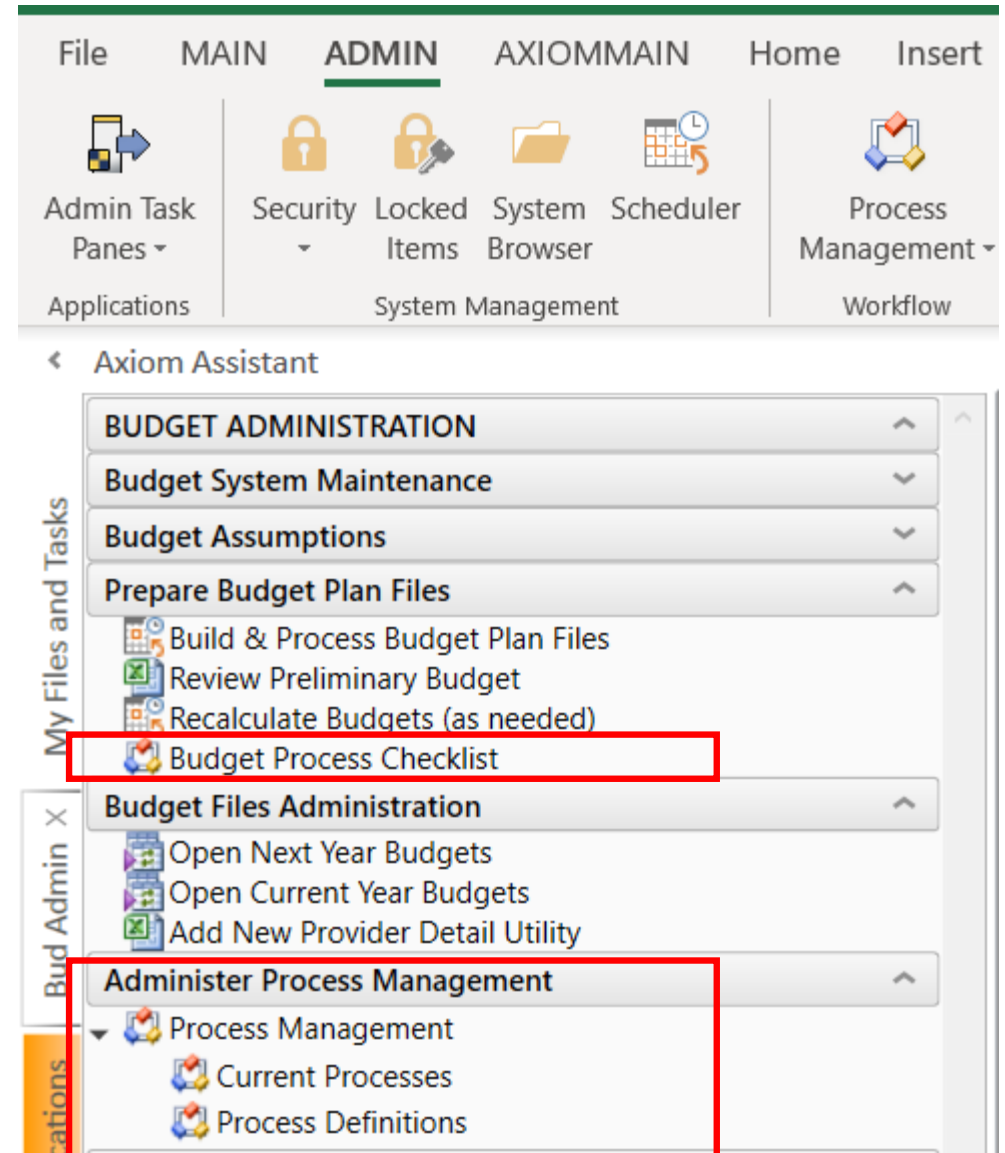 File MAIN ADMIN AXIOMMAIN Home Insert
Admin Task Panes
Security
Locked Items
System Browser
Scheduler
Process Management
Applications
System Management
Workflow
Axiom Assistant
BUDGET ADMINISTRATION
Budget System Maintenance
Budget Assumptions
Prepare Budget Plan Files
Build & Process Budget Plan Files
Review Preliminary Budget
Recalculate Budgets (as needed)
Budget Process Checklist
Budget Files Administration
Open Next Year Budgets
Open Current Year Budgets
Add New Provider Detail Utility
Administer Process Management
Process Management
Current Processes
Process Definitions
My Files and Tasks
Bud Admin